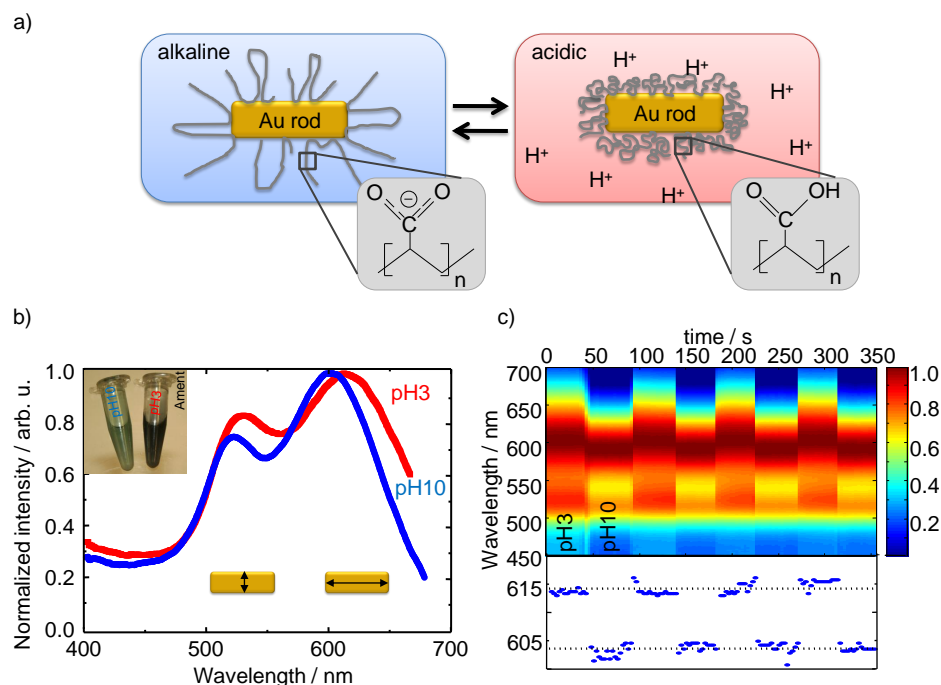 a)
alkaline
Au rod
O O
⊖
C
n
acidic
H⁺ H⁺
H⁺
Au rod
H⁺
H⁺
H⁺
H⁺
O OH
C
n
b)
Normalized intensity / arb. u.
1.0
0.8
0.6
0.4
0.2
0.0
400 500 600 700
Wavelength / nm
pH10
pH3
Ament
pH3
pH10
c)
time / s
0 50 100 150 200 250 300 350
Wavelength / nm
700
650
600
550
500
450
pH3
pH10
1.0
0.8
0.6
0.4
0.2
615
605